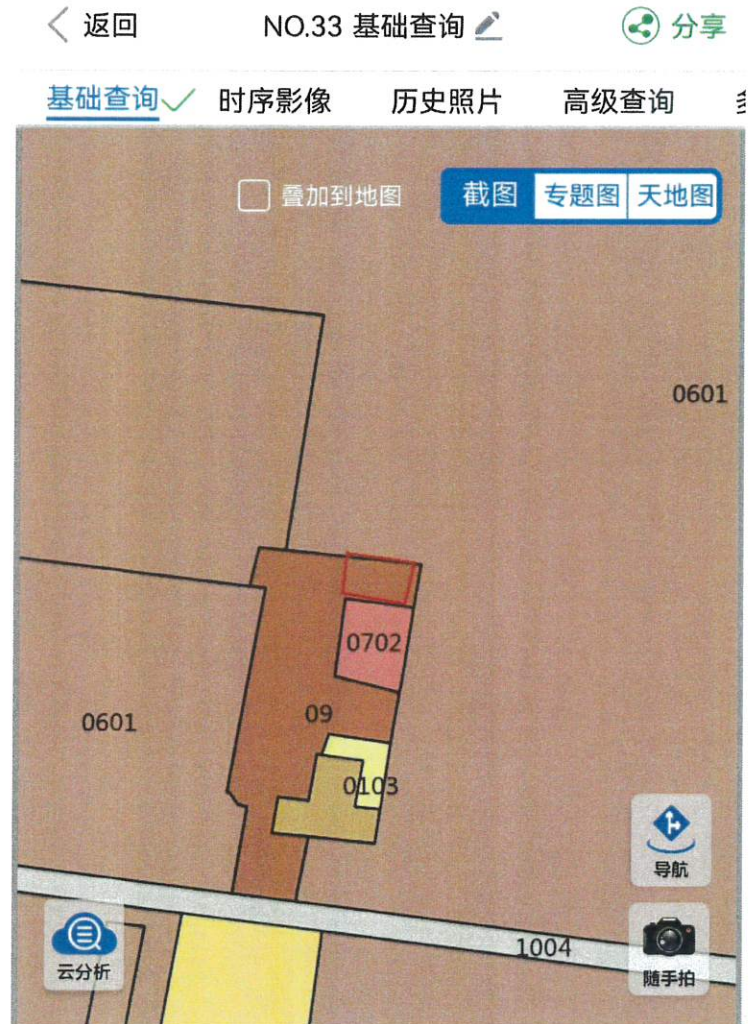 返回 NO.33 基础查询 分享
基础查询 时序影像 历史照片 高级查询
叠加到地图 截图 专题图 天地图
0601
0702
09
0601
0103
导航
1004
云分析
随手拍